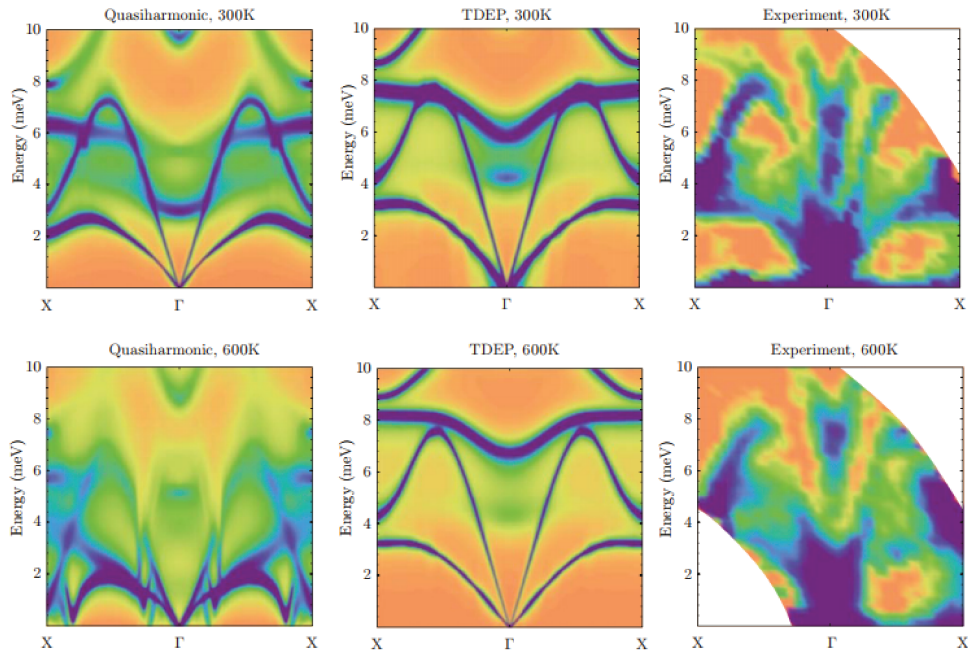 Quasiharmonic, 300K
TDEP, 300K
Experiment, 300K
10
8
6
4
2
Energy (meV)
X
Γ
X
10
8
6
4
2
Energy (meV)
X
Γ
X
10
8
6
4
2
Energy (meV)
X
Γ
X
Quasiharmonic, 600K
TDEP, 600K
Experiment, 600K
10
8
6
4
2
Energy (meV)
X
Γ
X
10
8
6
4
2
Energy (meV)
X
Γ
X
10
8
6
4
2
Energy (meV)
X
Γ
X